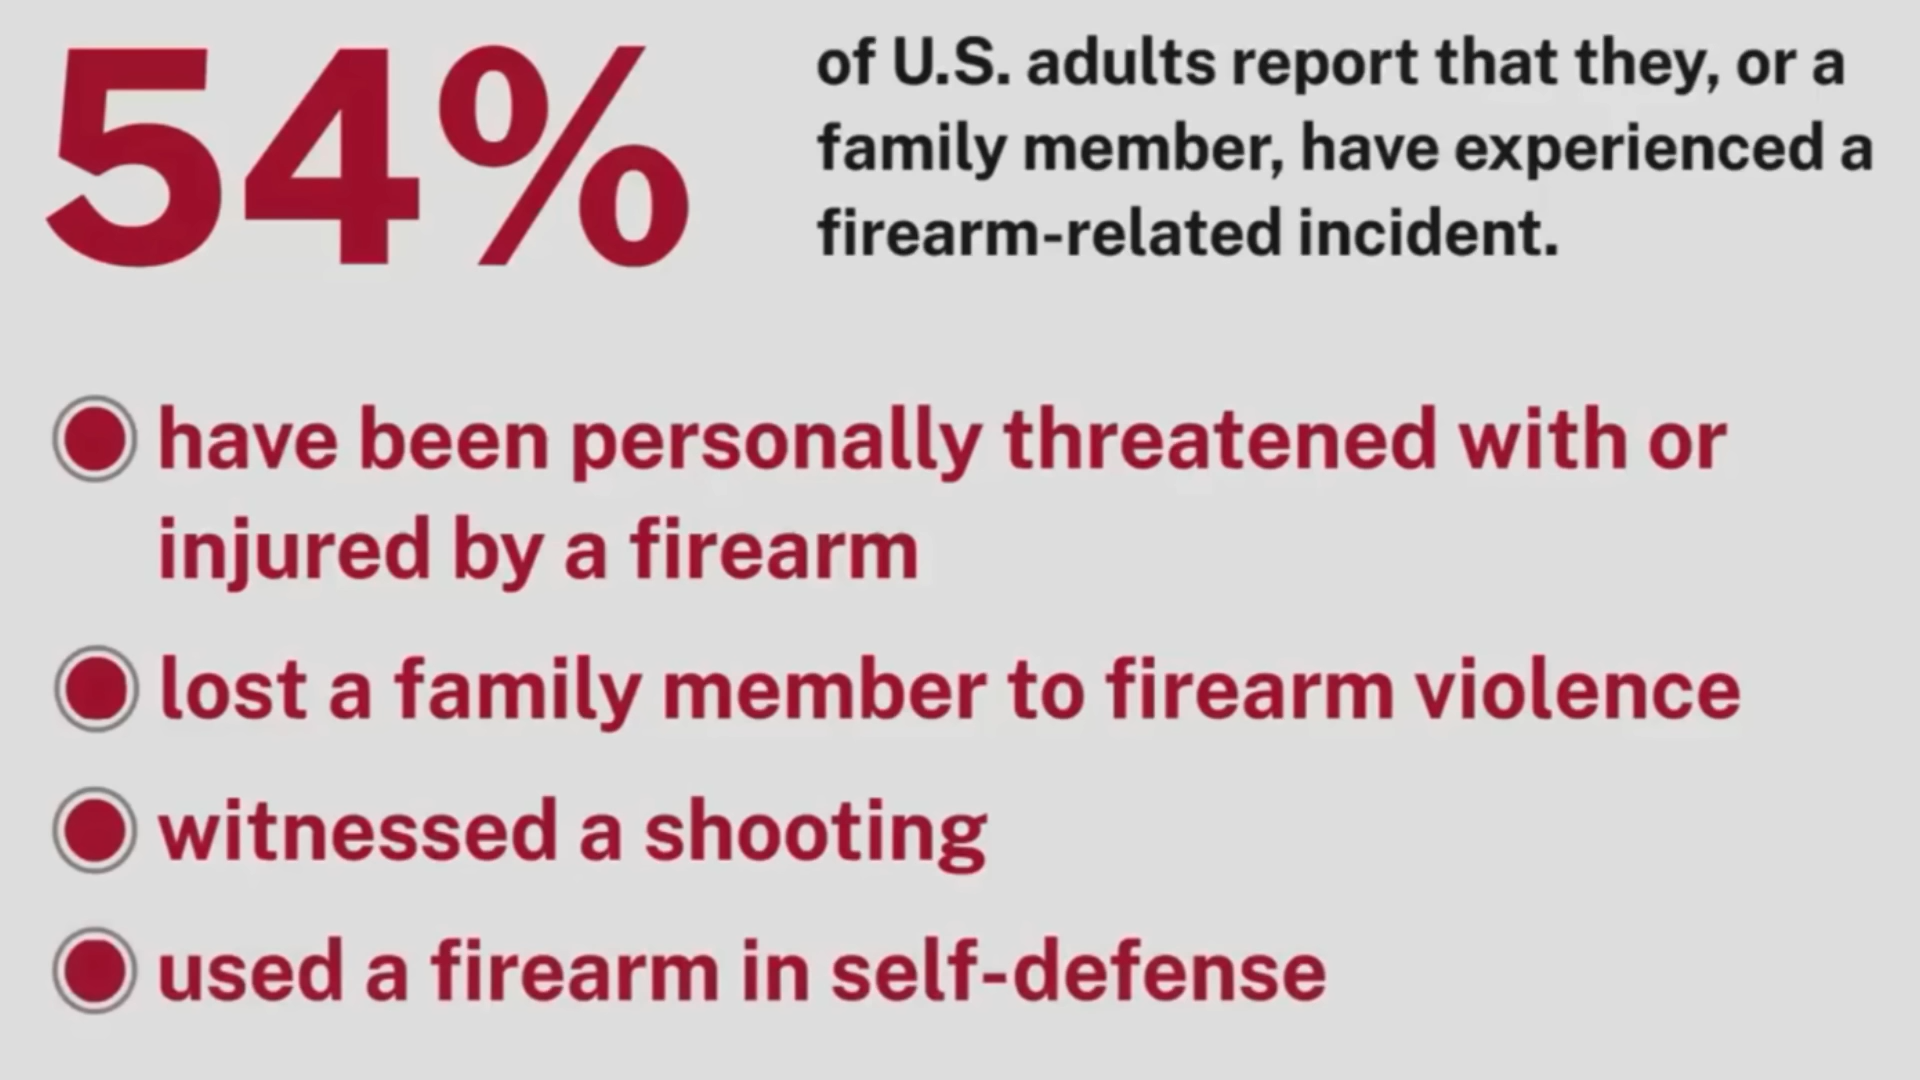 54%
of U.S. adults report that they, or a
family member, have experienced a
firearm-related incident.
have been personally threatened with or
injured by a firearm
lost a family member to firearm violence
witnessed a shooting
used a firearm in self-defense